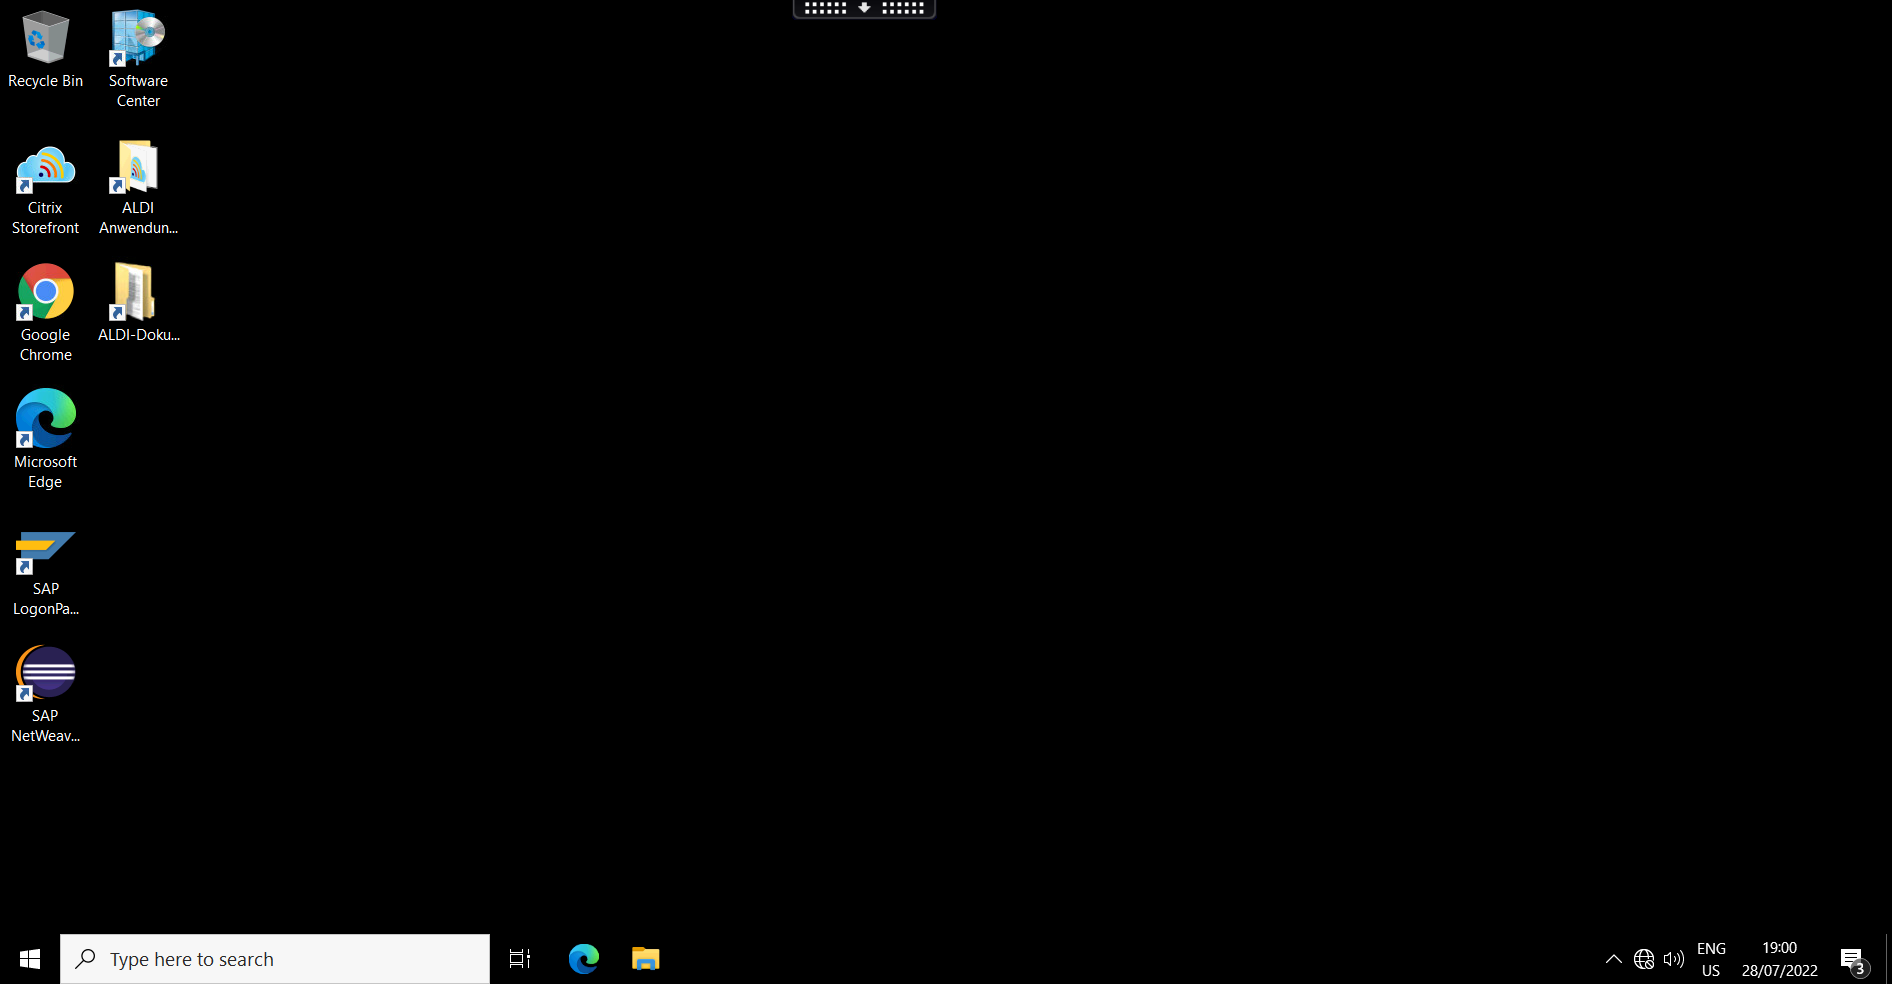 Recycle Bin
Software
Center
Citrix
Storefront
ALDI
Anwendun...
Google
Chrome
ALDI-Doku...
Microsoft
Edge
SAP
LogonPa...
SAP
NetWeav...
Type here to search
ENG
US
19:00
28/07/2022
3